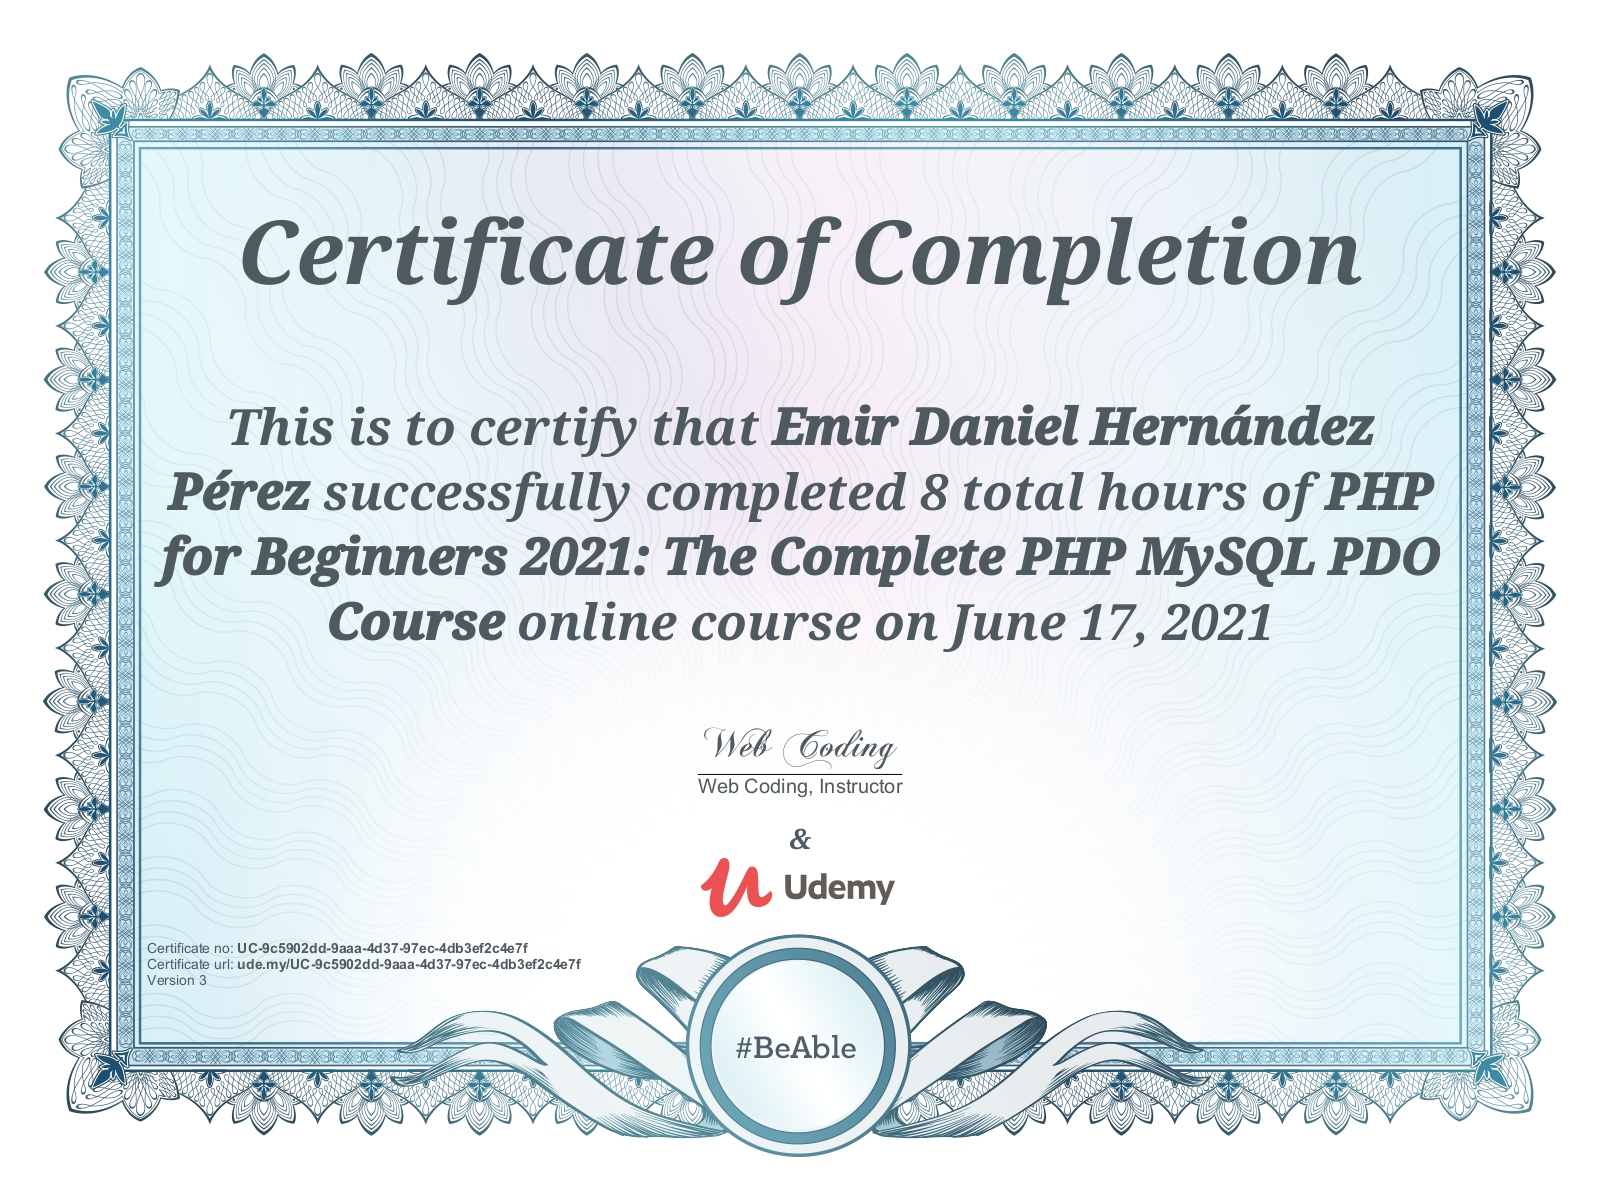 Certificate of Completion
This is to certify that Emir Daniel Hernández
Pérez successfully completed 8 total hours of PHP
for Beginners 2021: The Complete PHP MySQL PDO
Course online course on June 17, 2021
Web Coding
Web Coding, Instructor
&
Udemy
Certificate no: UC-9c5902dd-9aaa-4d37-97ec-4db3ef2c4e7f
Certificate url: ude.my/UC-9c5902dd-9aaa-4d37-97ec-4db3ef2c4e7f
Version 3
#BeAble